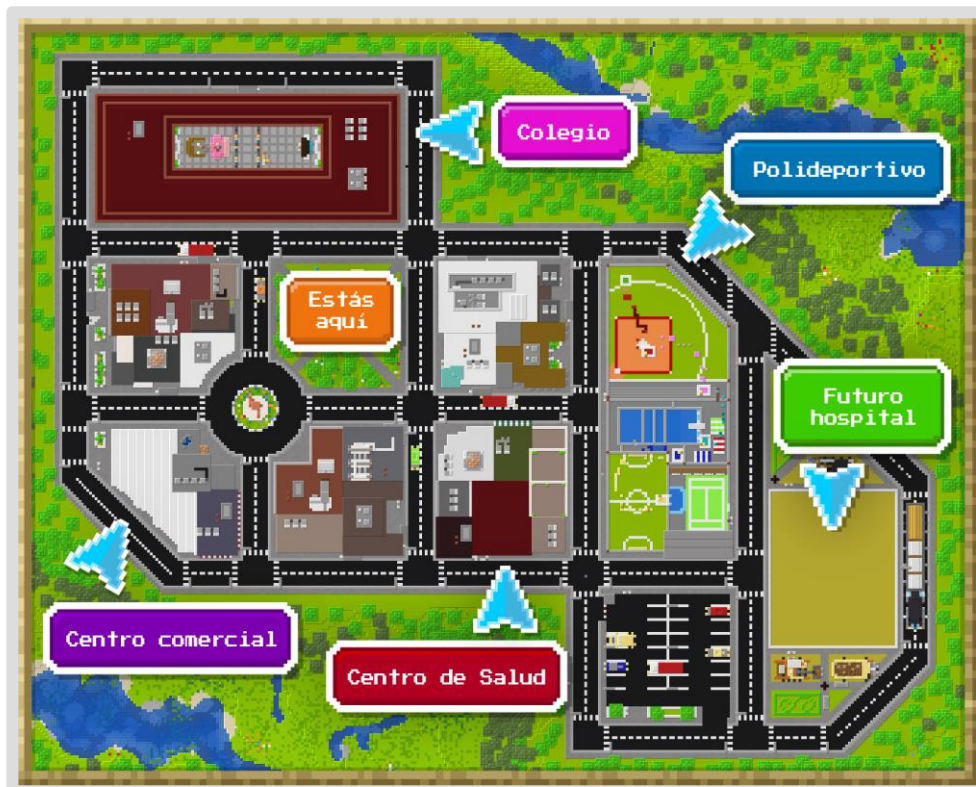 Colegio
Polideportivo
Estás
aquí
Futuro
hospital
Centro comercial
Centro de Salud